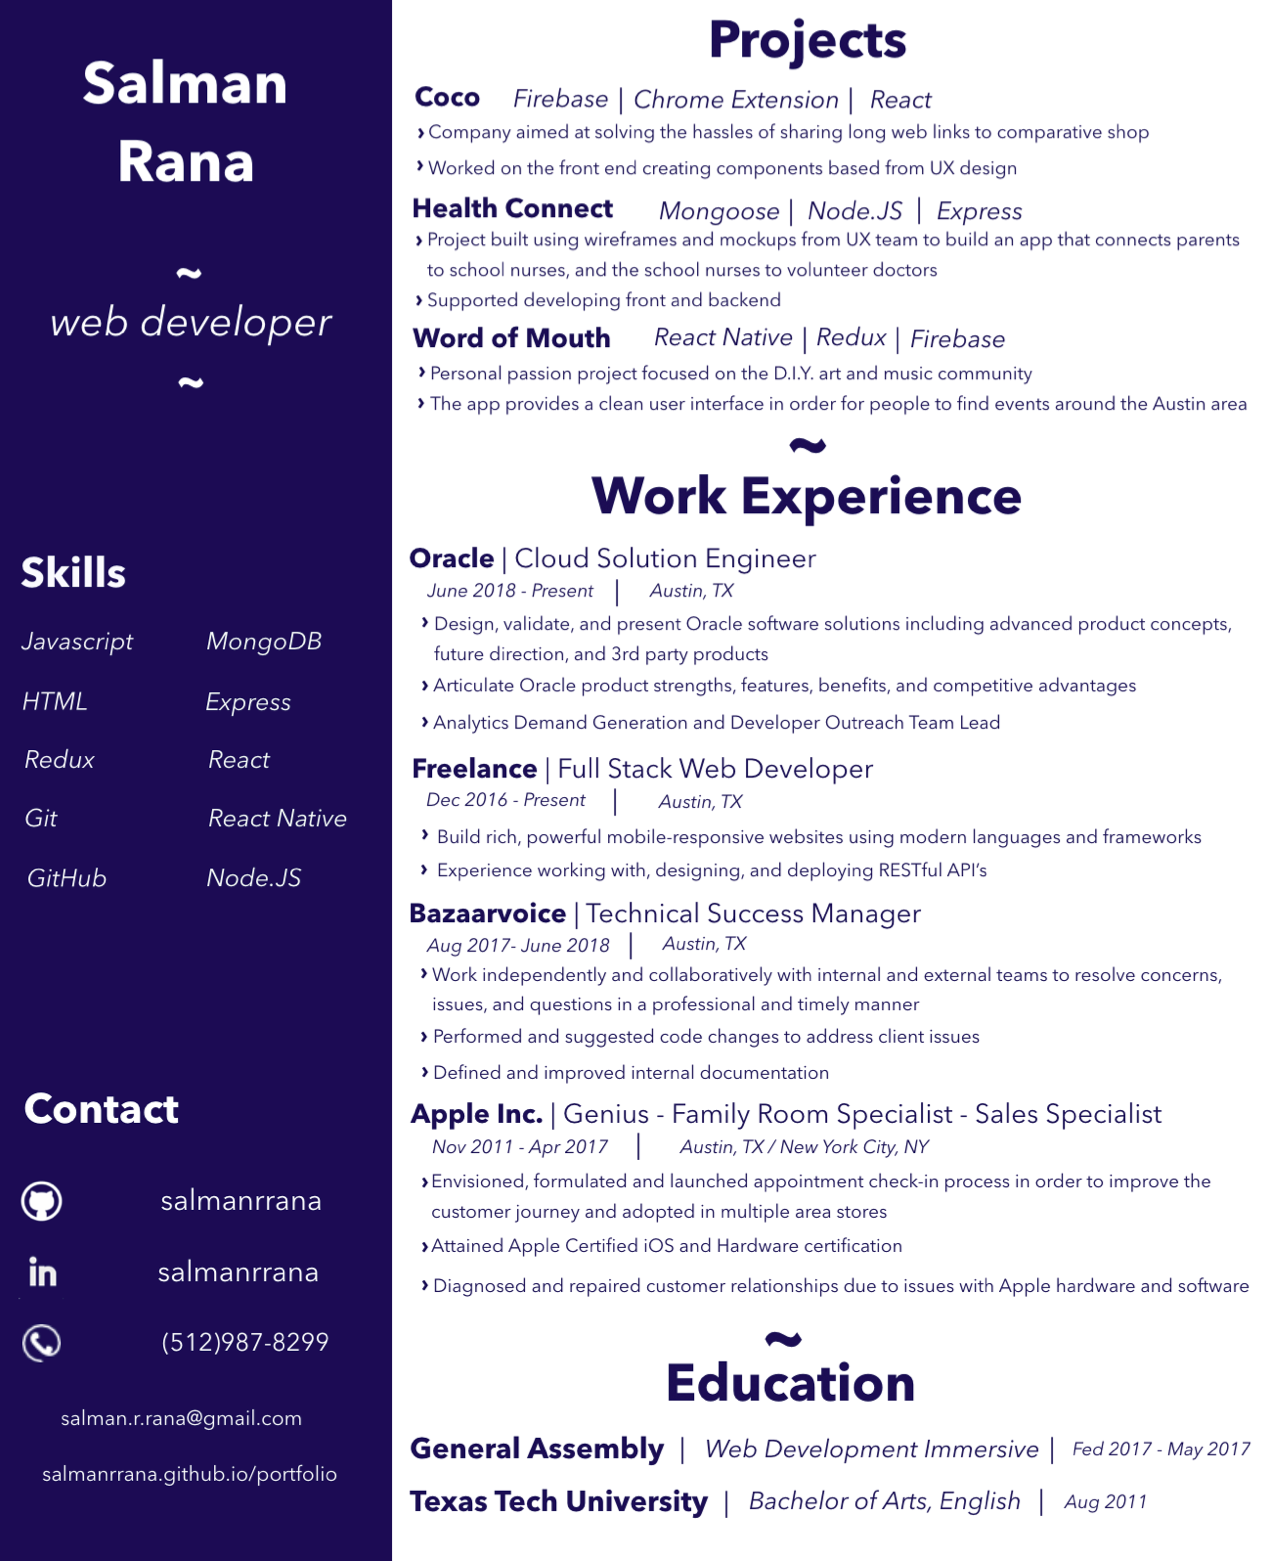 Salman
Rana
~
web developer
~
Skills
Javascript MongoDB
HTML Express
Redux React
Git React Native
GitHub Node.JS
Contact
salmanrrana
in salmanrrana
(512)987-8299
salman.r.rana@gmail.com
salmanrrana.github.io/portfolio
Projects
Coco Firebase | Chrome Extension | React
› Company aimed at solving the hassles of sharing long web links to comparative shop
› Worked on the front end creating components based from UX design
Health Connect Mongoose | Node.JS | Express
› Project built using wireframes and mockups from UX team to build an app that connects parents
to school nurses, and the school nurses to volunteer doctors
› Supported developing front and backend
Word of Mouth React Native | Redux | Firebase
› Personal passion project focused on the D.I.Y. art and music community
› The app provides a clean user interface in order for people to find events around the Austin area
~
Work Experience
Oracle | Cloud Solution Engineer
June 2018 - Present | Austin, TX
› Design, validate, and present Oracle software solutions including advanced product concepts,
future direction, and 3rd party products
› Articulate Oracle product strengths, features, benefits, and competitive advantages
› Analytics Demand Generation and Developer Outreach Team Lead
Freelance | Full Stack Web Developer
Dec 2016 - Present | Austin, TX
› Build rich, powerful mobile-responsive websites using modern languages and frameworks
› Experience working with, designing, and deploying RESTful API's
Bazaarvoice | Technical Success Manager
Aug 2017- June 2018 | Austin, TX
› Work independently and collaboratively with internal and external teams to resolve concerns,
issues, and questions in a professional and timely manner
› Performed and suggested code changes to address client issues
› Defined and improved internal documentation
Apple Inc. | Genius - Family Room Specialist - Sales Specialist
Nov 2011 - Apr 2017 | Austin, TX / New York City, NY
› Envisioned, formulated and launched appointment check-in process in order to improve the
customer journey and adopted in multiple area stores
› Attained Apple Certified iOS and Hardware certification
› Diagnosed and repaired customer relationships due to issues with Apple hardware and software
~
Education
General Assembly | Web Development Immersive | Fed 2017 - May 2017
Texas Tech University | Bachelor of Arts, English | Aug 2011